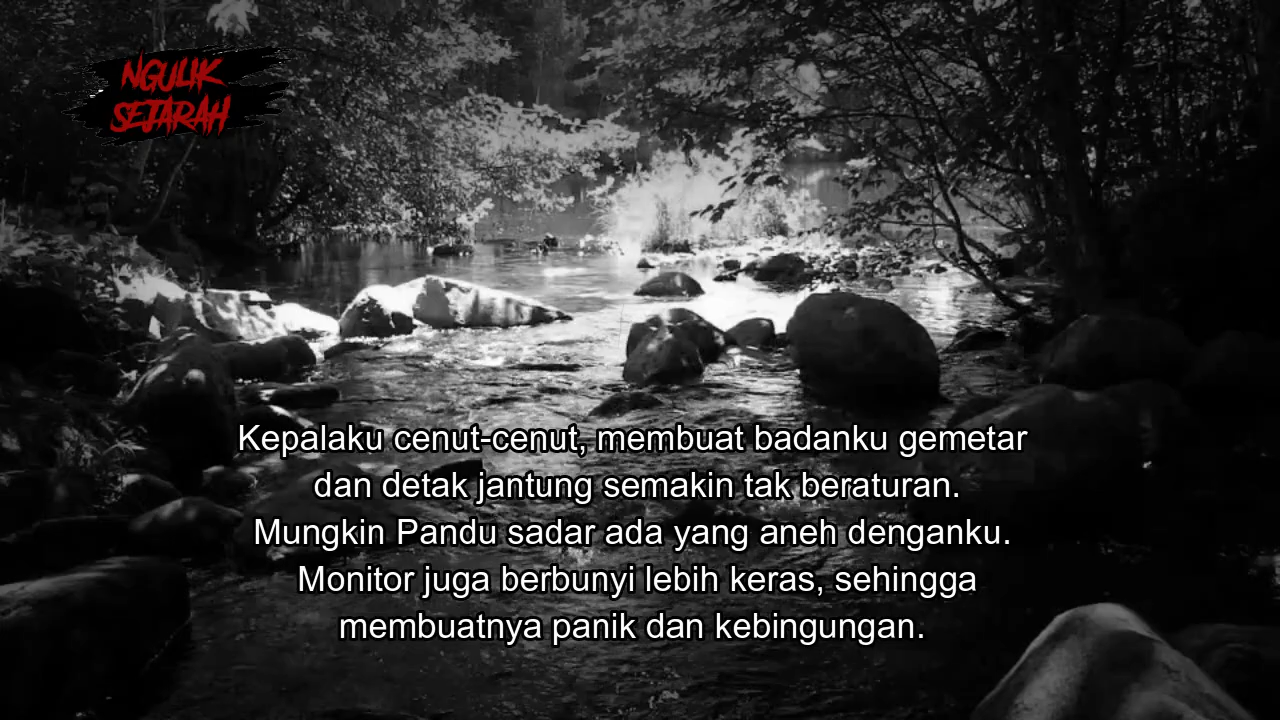 NGULIK
SEJARAH
Kepalaku cenut-cenut, membuat badanku gemetar
dan detak jantung semakin tak beraturan.
Mungkin Pandu sadar ada yang aneh denganku.
Monitor juga berbunyi lebih keras, sehingga
membuatnya panik dan kebingungan.